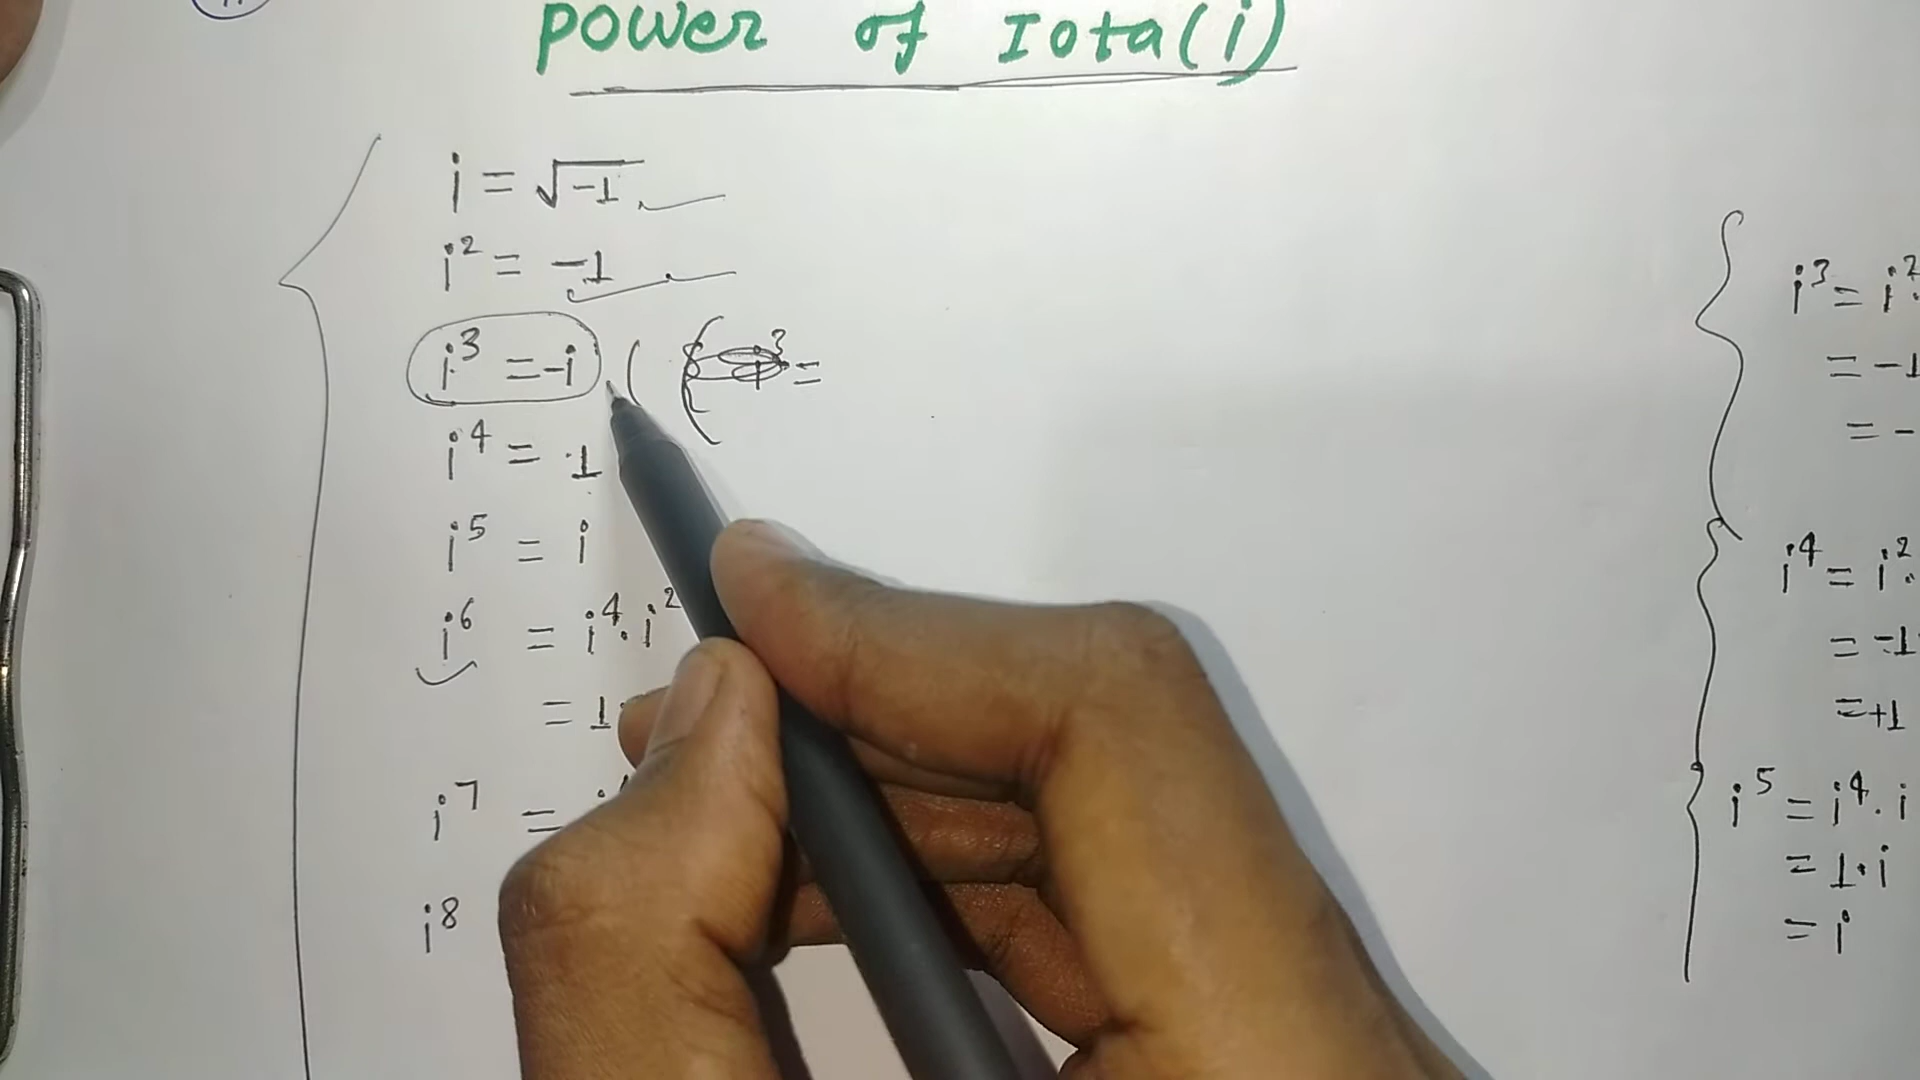 Power of Iota(i)
i = √-1
i² = -1
i³ = -i ( ( i³ =
i⁴ = 1
i⁵ = i
i⁶ = i⁴. i²
= 1
i⁷ =
i⁸
i³ = i².
= -1
= -
i⁴ = i².
= -1
= +1
i⁵ = i⁴. i
= 1. i
= i